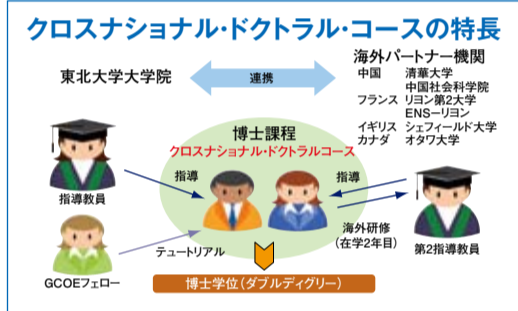 クロスナショナル・ドクトラル・コースの特長
東北大学大学院
連携
海外パートナー機関
中国 清華大学
中国社会科学院
フランス リヨン第2大学
ENSーリヨン
イギリス シェフィールド大学
カナダ オタワ大学
博士課程
クロスナショナル・ドクトラルコース
指導
指導
指導教員
海外研修
(在学2年目)
第2指導教員
テュートリアル
GCOEフェロー
博士学位(ダブルディグリー)